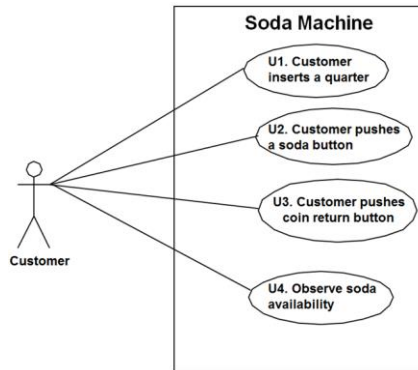 Soda Machine
U1. Customer
inserts a quarter
U2. Customer pushes
a soda button
U3. Customer pushes
coin return button
Customer
U4. Observe soda
availability